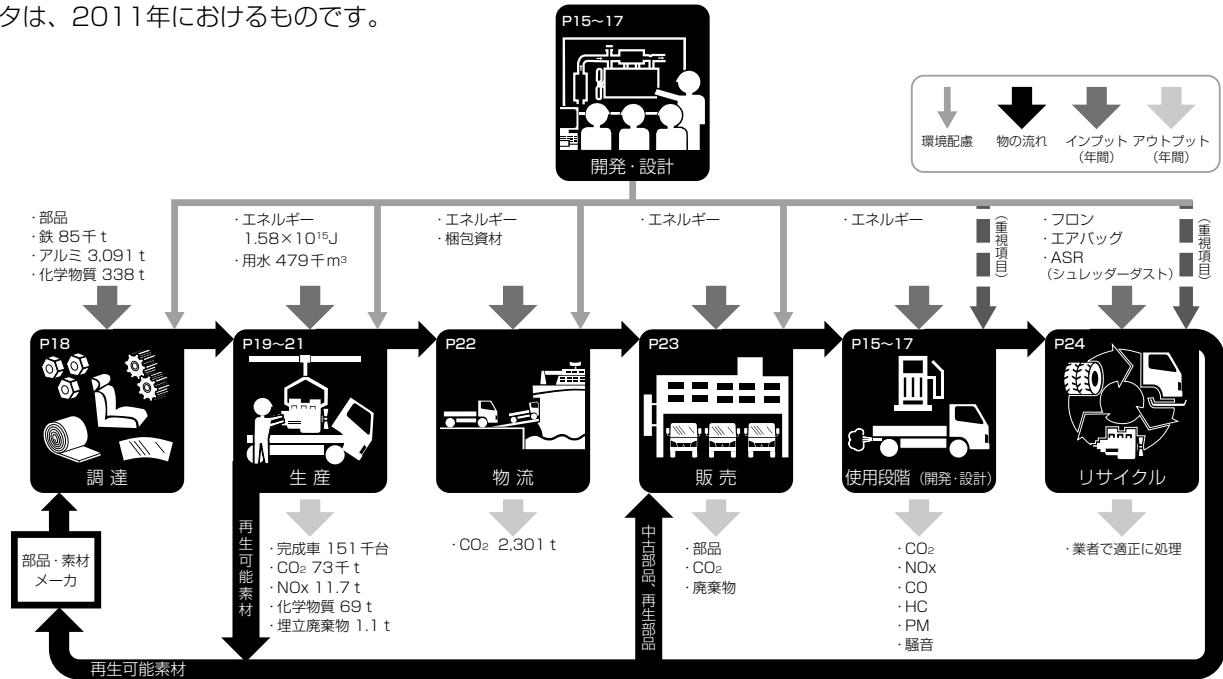 タは、2011年におけるものです。
P15～17
開発・設計
環境配慮
物の流れ
インプット
(年間)
アウトプット
(年間)
・部品
・鉄 85千t
・アルミ 3,091t
・化学物質 338t
・エネルギー
1.58×10¹⁵J
・用水 479千m³
・エネルギー
・梱包資材
・エネルギー
・エネルギー
(重視項目)
・フロン
・エアバッグ
・ASR
(シュレッダーダスト)
(重視項目)
P18
調達
P19～21
生産
P22
物流
P23
販売
P15～17
使用段階(開発・設計)
P24
リサイクル
部品・素材
メーカ
再生可能素材
・完成車 151千台
・CO₂ 73千t
・NOx 11.7t
・化学物質 69t
・埋立廃棄物 1.1t
・CO₂ 2,301t
中古部品、再生部品
・部品
・CO₂
・廃棄物
・CO₂
・NOx
・CO
・HC
・PM
・騒音
・業者で適正に処理
再生可能素材